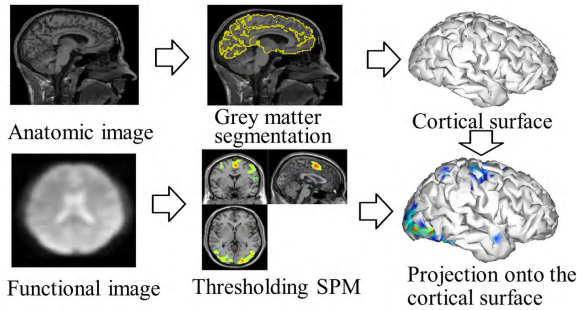 Anatomic image
Grey matter
segmentation
Cortical surface
Functional image
Thresholding SPM
Projection onto the
cortical surface